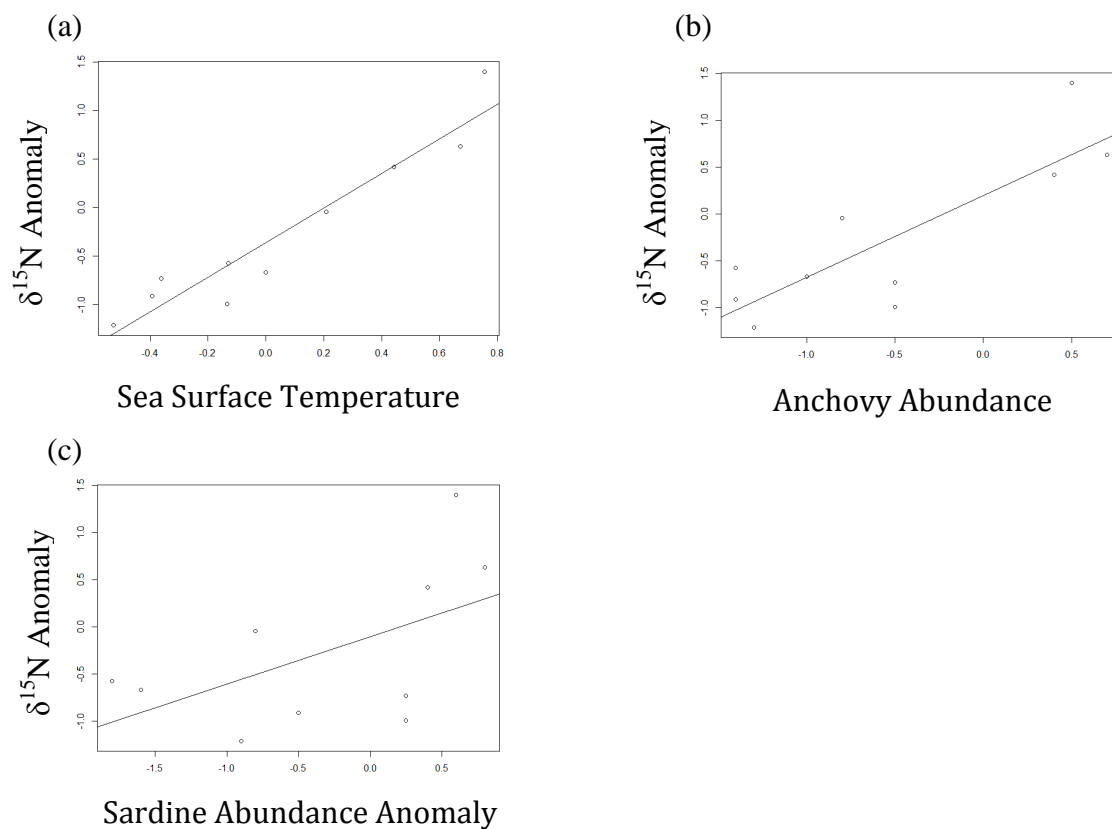 (a)
δ¹⁵N Anomaly
1.5
1.0
0.5
0.0
-0.5
-1.0
-0.4 -0.2 0.0 0.2 0.4 0.6 0.8
Sea Surface Temperature
(b)
δ¹⁵N Anomaly
1.5
1.0
0.5
0.0
-0.5
-1.0
-1.0 -0.5 0.0 0.5
Anchovy Abundance
(c)
δ¹⁵N Anomaly
1.5
1.0
0.5
0.0
-0.5
-1.0
-1.5 -1.0 -0.5 0.0 0.5
Sardine Abundance Anomaly